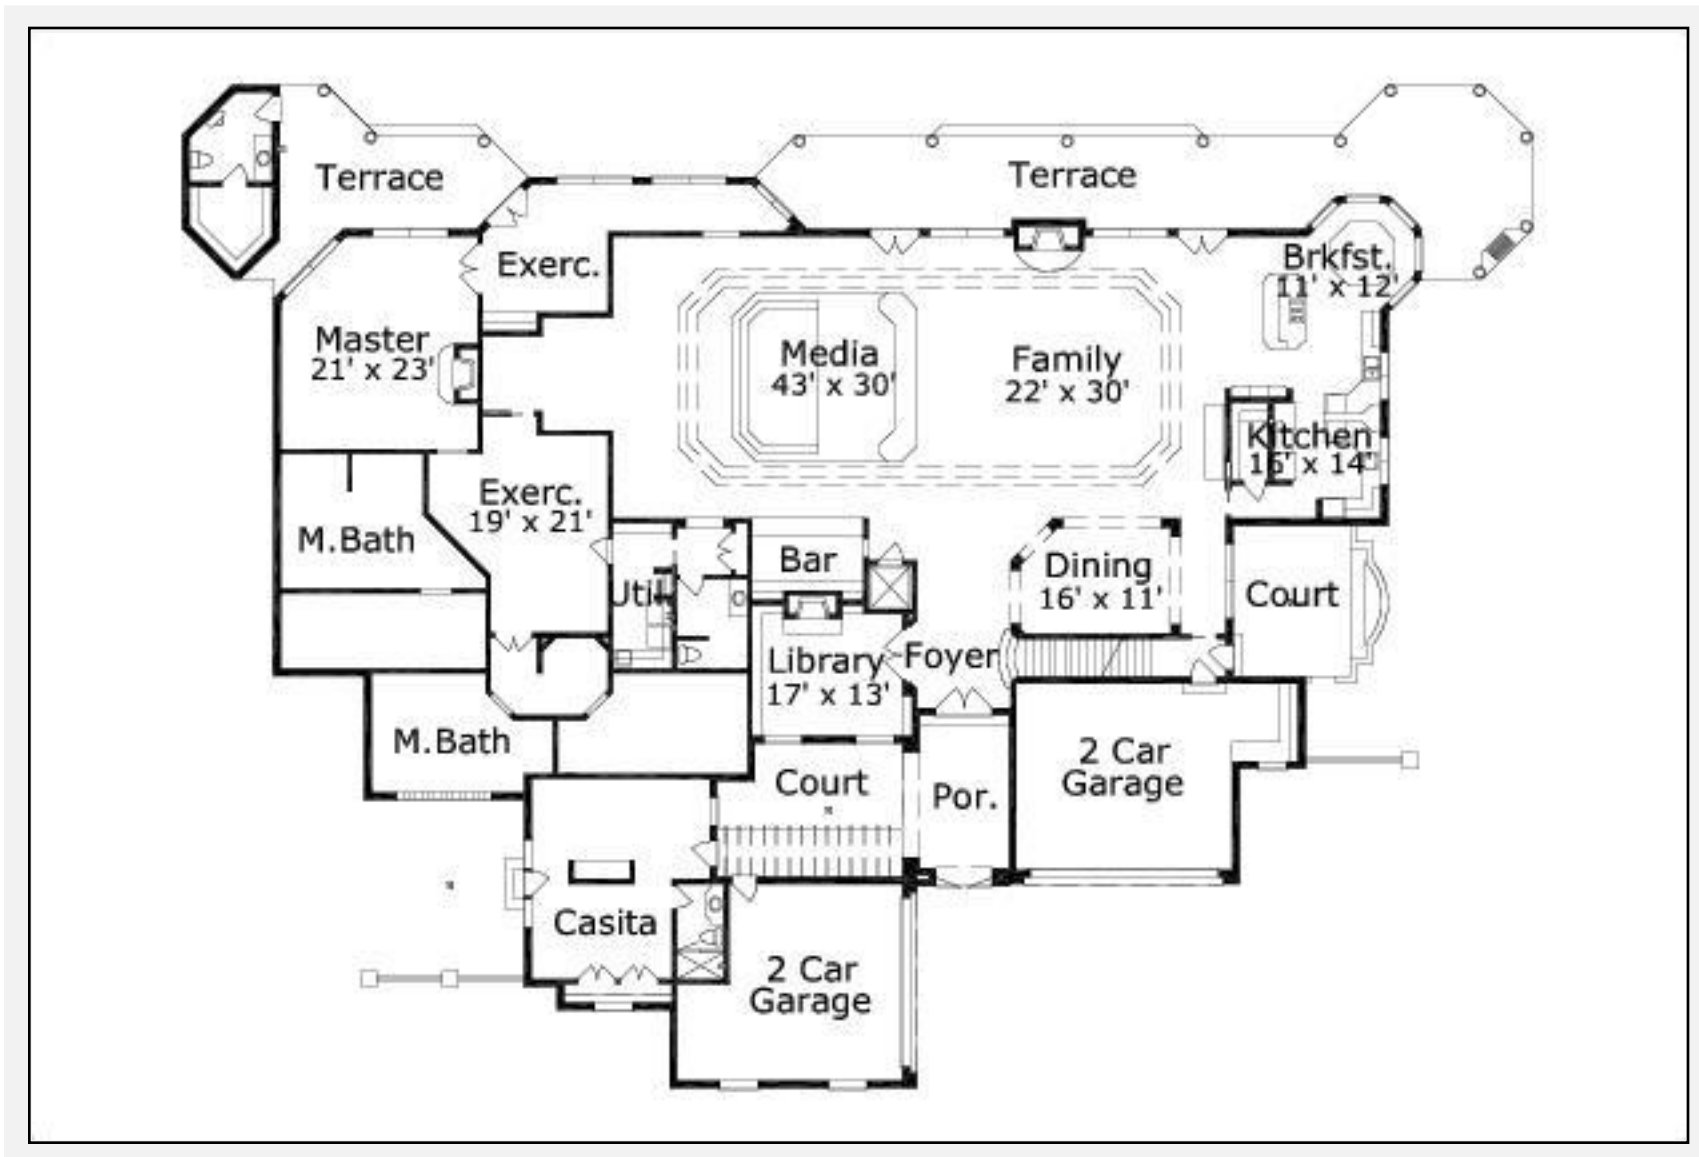 Terrace
Terrace
Exerc.
Brkfst.
11' x 12'
Master
21' x 23'
Media
43' x 30'
Family
22' x 30'
Kitchen
16' x 14'
Exerc.
19' x 21'
M.Bath
Util.
Bar
Dining
16' x 11'
Court
Library
17' x 13'
Foyer
M.Bath
Court
Por.
2 Car
Garage
Casita
2 Car
Garage